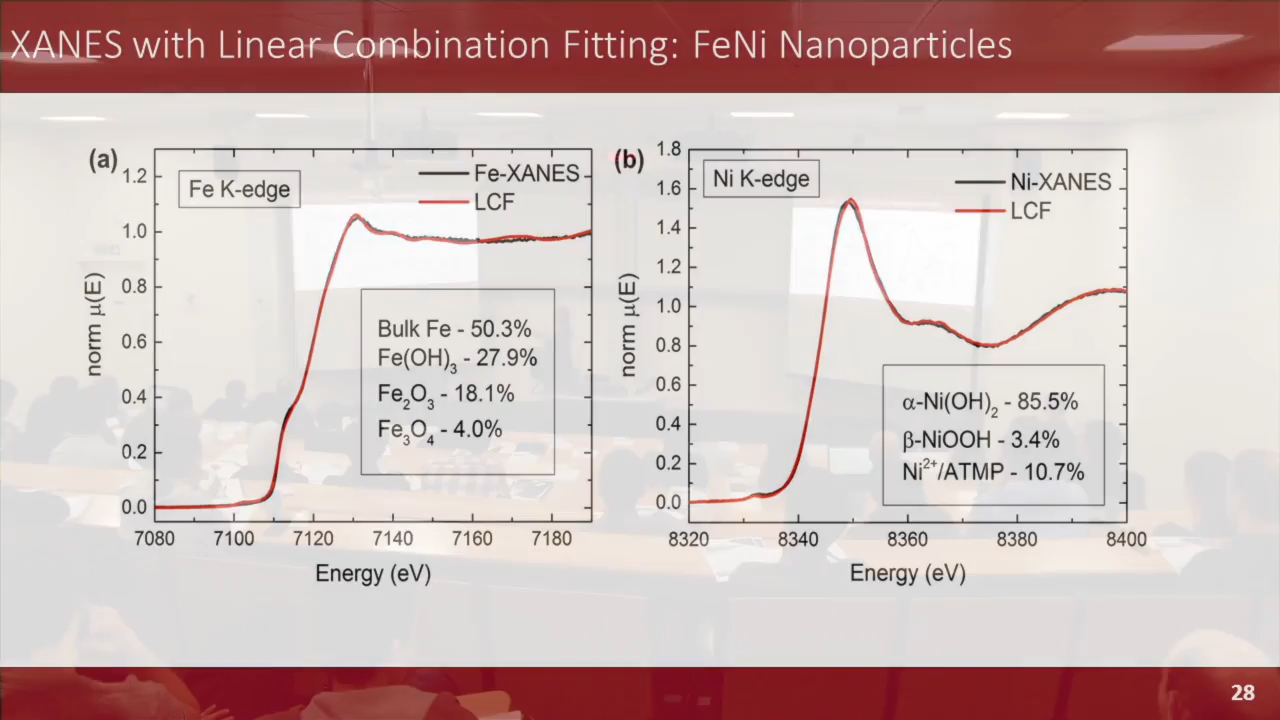 XANES with Linear Combination Fitting: FeNi Nanoparticles
(a)
Fe K-edge
Fe-XANES
LCF
1.2
1.0
0.8
0.6
0.4
0.2
0.0
norm μ(E)
Bulk Fe - 50.3%
Fe(OH)₃ - 27.9%
Fe₂O₃ - 18.1%
Fe₃O₄ - 4.0%
7080 7100 7120 7140 7160 7180
Energy (eV)
(b)
Ni K-edge
Ni-XANES
LCF
1.8
1.6
1.4
1.2
1.0
0.8
0.6
0.4
0.2
0.0
norm μ(E)
α-Ni(OH)₂ - 85.5%
β-NiOOH - 3.4%
Ni²⁺/ATMP - 10.7%
8320 8340 8360 8380 8400
Energy (eV)
28